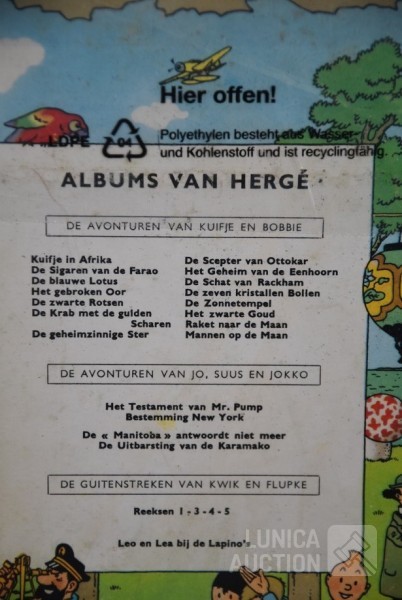 Hier offen!
LDPE 04
Polyethylen besteht aus Wasser-
und Kohlenstoff und ist recyclingfähig.
ALBUMS VAN HERGÉ
DE AVONTUREN VAN KUIFJE EN BOBBIE
Kuifje in Afrika
De Sigaren van de Farao
De blauwe Lotus
Het gebroken Oor
De zwarte Rotsen
De Krab met de gulden
Scharen
De geheimzinnige Ster
De Scepter van Ottokar
Het Geheim van de Eenhoorn
De Schat van Rackham
De zeven kristallen Bollen
De Zonnetempel
Het zwarte Goud
Raket naar de Maan
Mannen op de Maan
DE AVONTUREN VAN JO, SUUS EN JOKKO
Het Testament van Mr. Pump
Bestemming New York
De « Manitoba » antwoordt niet meer
De Uitbarsting van de Karamako
DE GUITENSTREKEN VAN KWIK EN FLUPKE
Reeksen 1 - 3 - 4 - 5
Leo en Lea bij de Lapino's
LUNICA
AUCTION